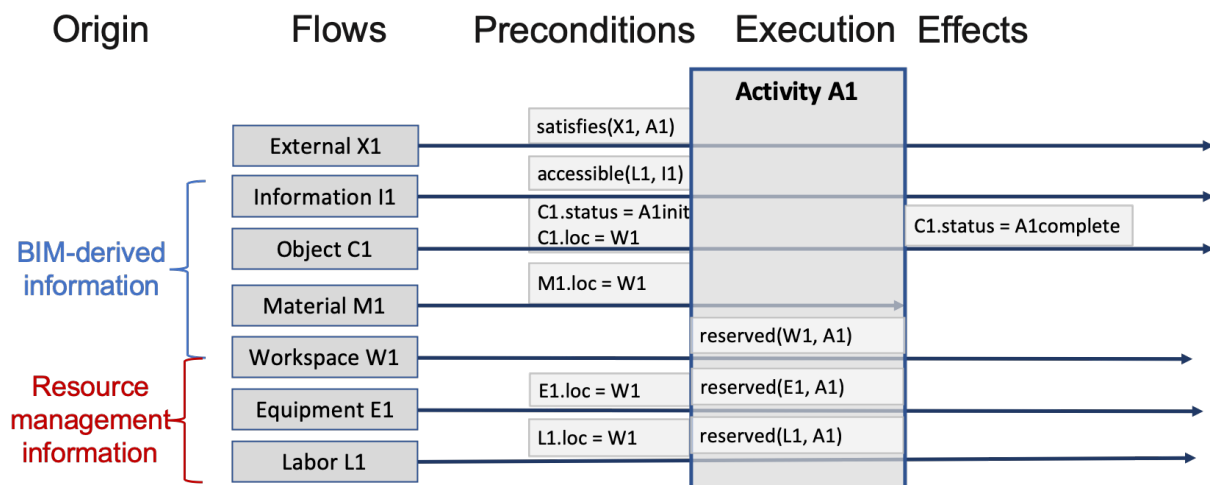 Origin
Flows
Preconditions
Execution
Effects
Activity A1
External X1
satisfies(X1, A1)
Information I1
accessible(L1, I1)
Object C1
C1.status = A1init
C1.loc = W1
C1.status = A1complete
BIM-derived
information
Material M1
M1.loc = W1
Workspace W1
reserved(W1, A1)
Resource
management
information
Equipment E1
E1.loc = W1
reserved(E1, A1)
Labor L1
L1.loc = W1
reserved(L1, A1)